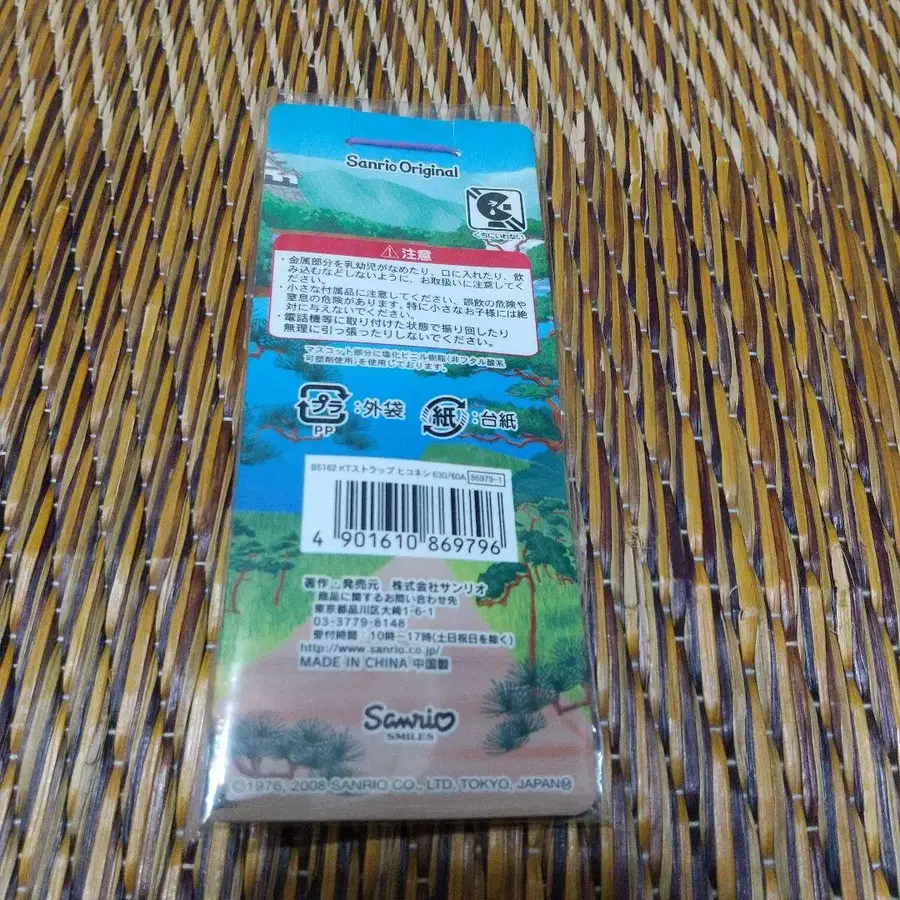 Sanrio Original
くちにいれない
注意
・金属部分を乳幼児がなめたり、口に入れたり、飲
み込むなどしないように、お取扱いに注意してく
ださい。
・小さな付属品に注意してください、誤飲の危険や
窒息の危険があります。特に小さなお子様には絶
対に与えないでください。
・電話機等に取り付けた状態で振り回したり
無理に引っ張ったりしないでください。
マスコット部分に塩化ビニル樹脂(非フタル酸系
可塑剤使用)を使用しております。
プラ :外袋 紙 :台紙
PP
B5162 KTストラップ ヒコネシ 630/60A 86979-1
4 901610 869796
著作・発売元 株式会社サンリオ
商品に関するお問い合わせ先
東京都品川区大崎1-6-1
03-3779-8148
受付時間:10時～17時(土日祝日を除く)
http://www.sanrio.co.jp/
MADE IN CHINA 中国製
Sanrio
SMILES
©1976, 2008 SANRIO CO., LTD. TOKYO, JAPAN Ⓜ